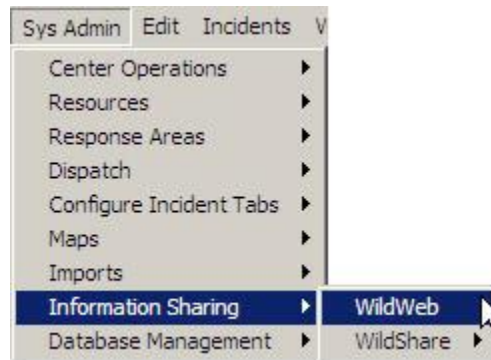 Sys Admin Edit Incidents
Center Operations
Resources
Response Areas
Dispatch
Configure Incident Tabs
Maps
Imports
Information Sharing WildWeb
Database Management WildShare